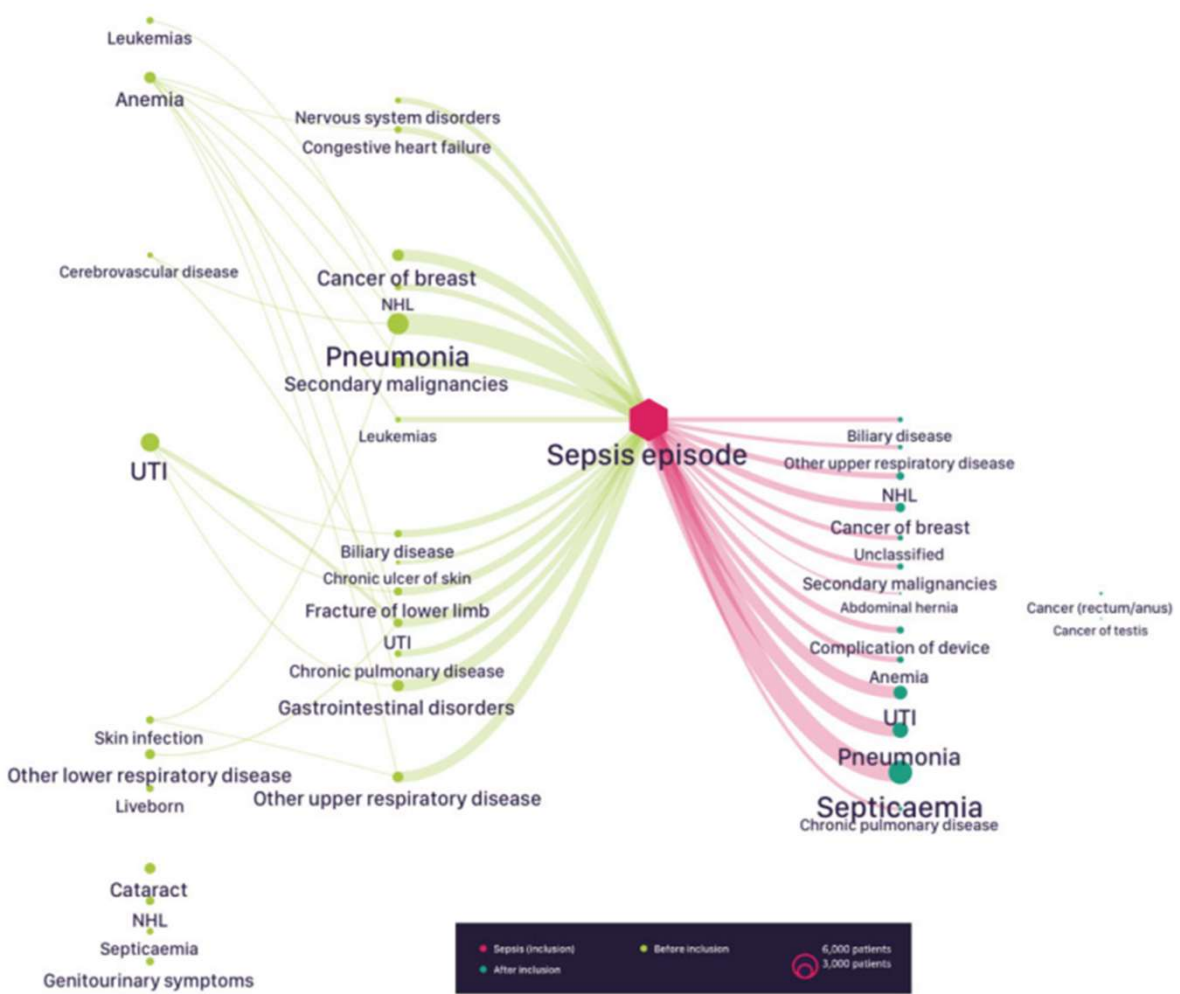 Leukemias
Anemia
Nervous system disorders
Congestive heart failure
Cerebrovascular disease
Cancer of breast
NHL
Pneumonia
Secondary malignancies
Leukemias
UTI
Sepsis episode
Biliary disease
Chronic ulcer of skin
Fracture of lower limb
UTI
Chronic pulmonary disease
Gastrointestinal disorders
Skin infection
Other lower respiratory disease
Liveborn
Other upper respiratory disease
Cataract
NHL
Septicaemia
Genitourinary symptoms
Biliary disease
Other upper respiratory disease
NHL
Cancer of breast
Unclassified
Secondary malignancies
Abdominal hernia
Complication of device
Anemia
UTI
Pneumonia
Septicaemia
Chronic pulmonary disease
Cancer (rectum/anus)
Cancer of testis
Sepsis (inclusion)
Before inclusion
After inclusion
6,000 patients
3,000 patients